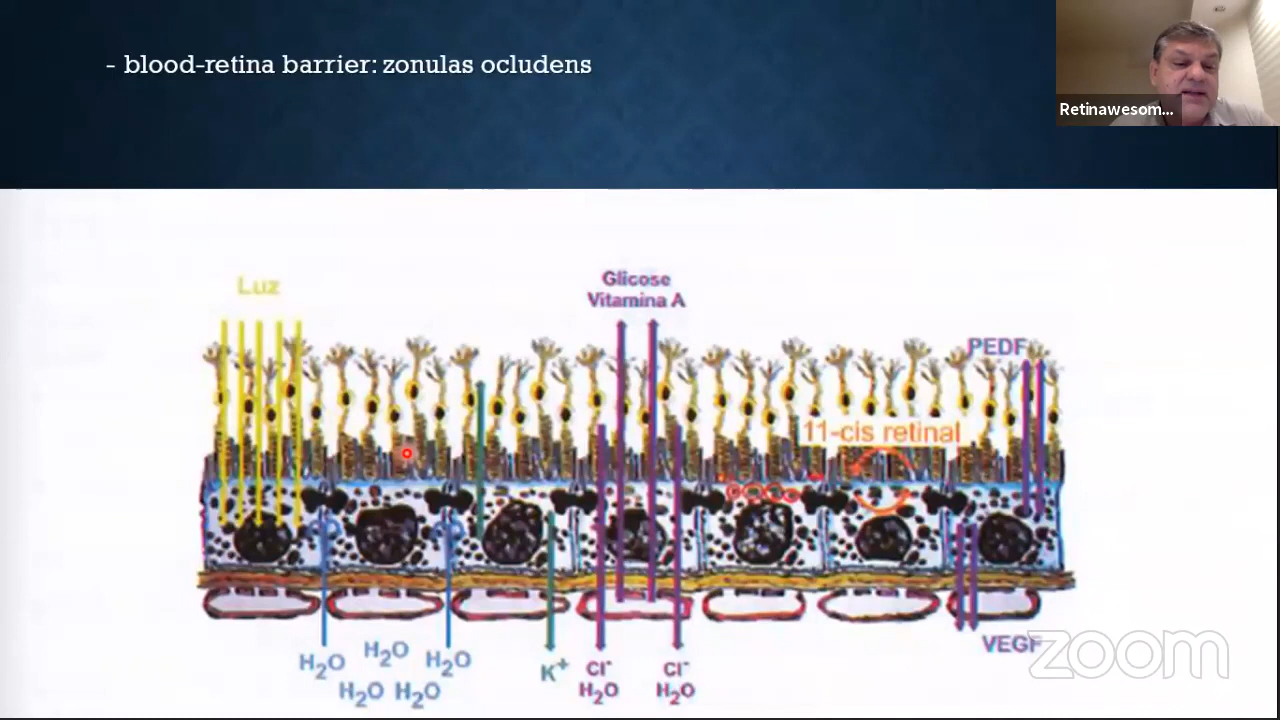 - blood-retina barrier: zonulas ocludens
Retinawesom...
Luz
Glicose
Vitamina A
PEDF
11-cis retinal
H₂O
H₂O
H₂O
H₂O
H₂O
K⁺
Cl⁻
H₂O
Cl⁻
H₂O
VEGF
zoom